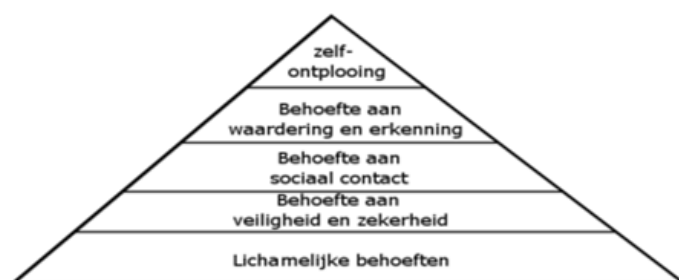 zelf-
ontplooing
Behoefte aan
waardering en erkenning
Behoefte aan
sociaal contact
Behoefte aan
veiligheid en zekerheid
Lichamelijke behoeften